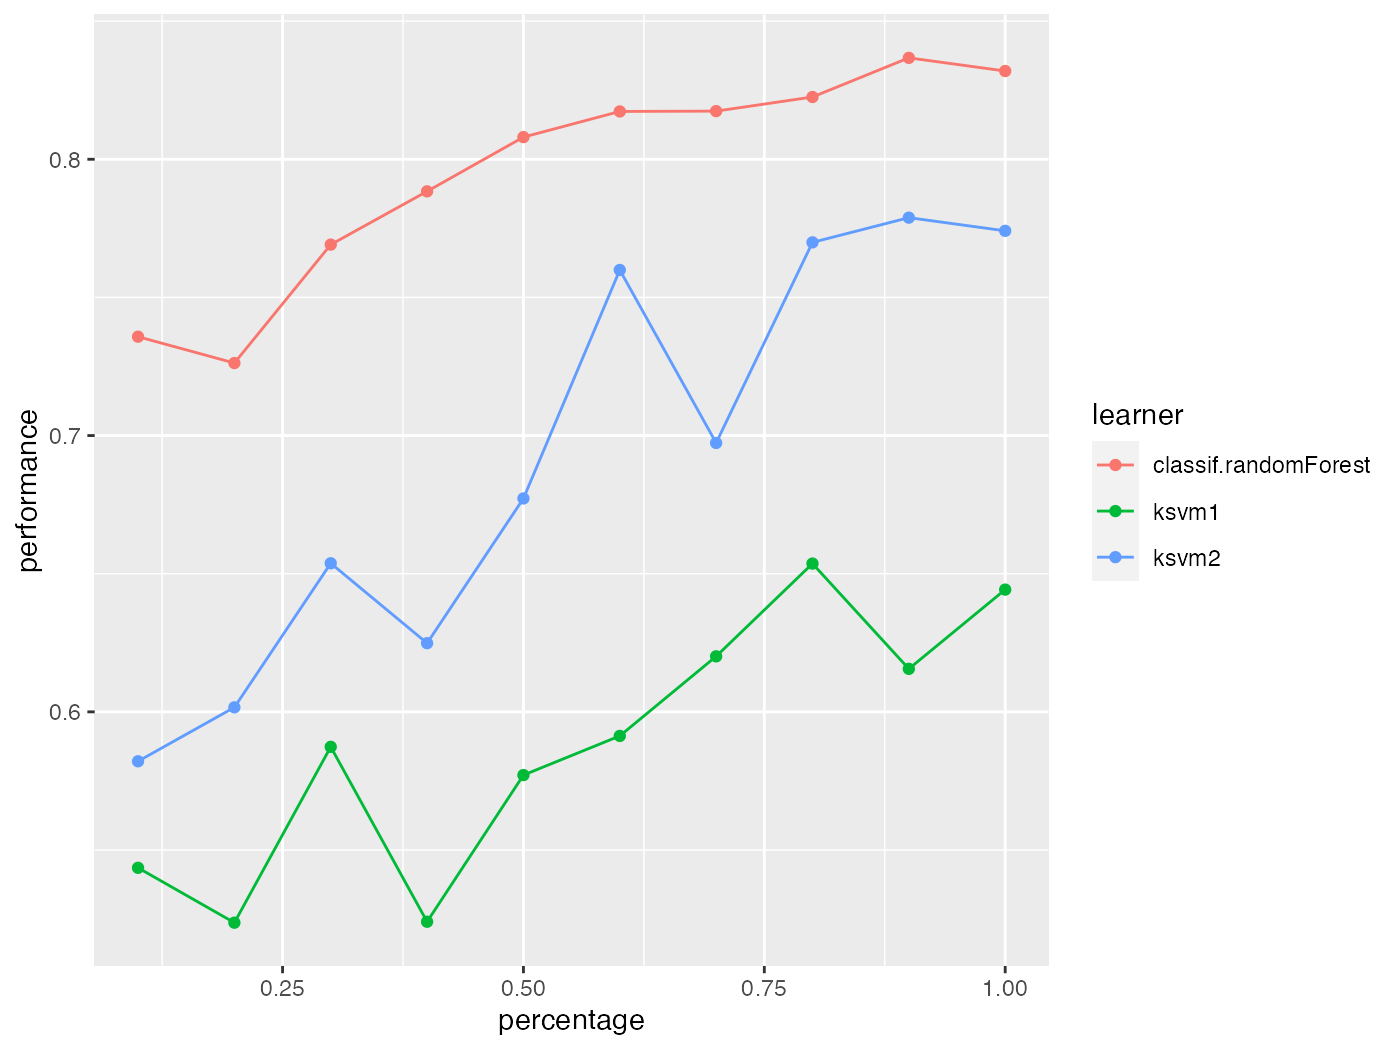 0.8
0.7
0.6
performance
0.25 0.50 0.75 1.00
percentage
learner
classif.randomForest
ksvm1
ksvm2